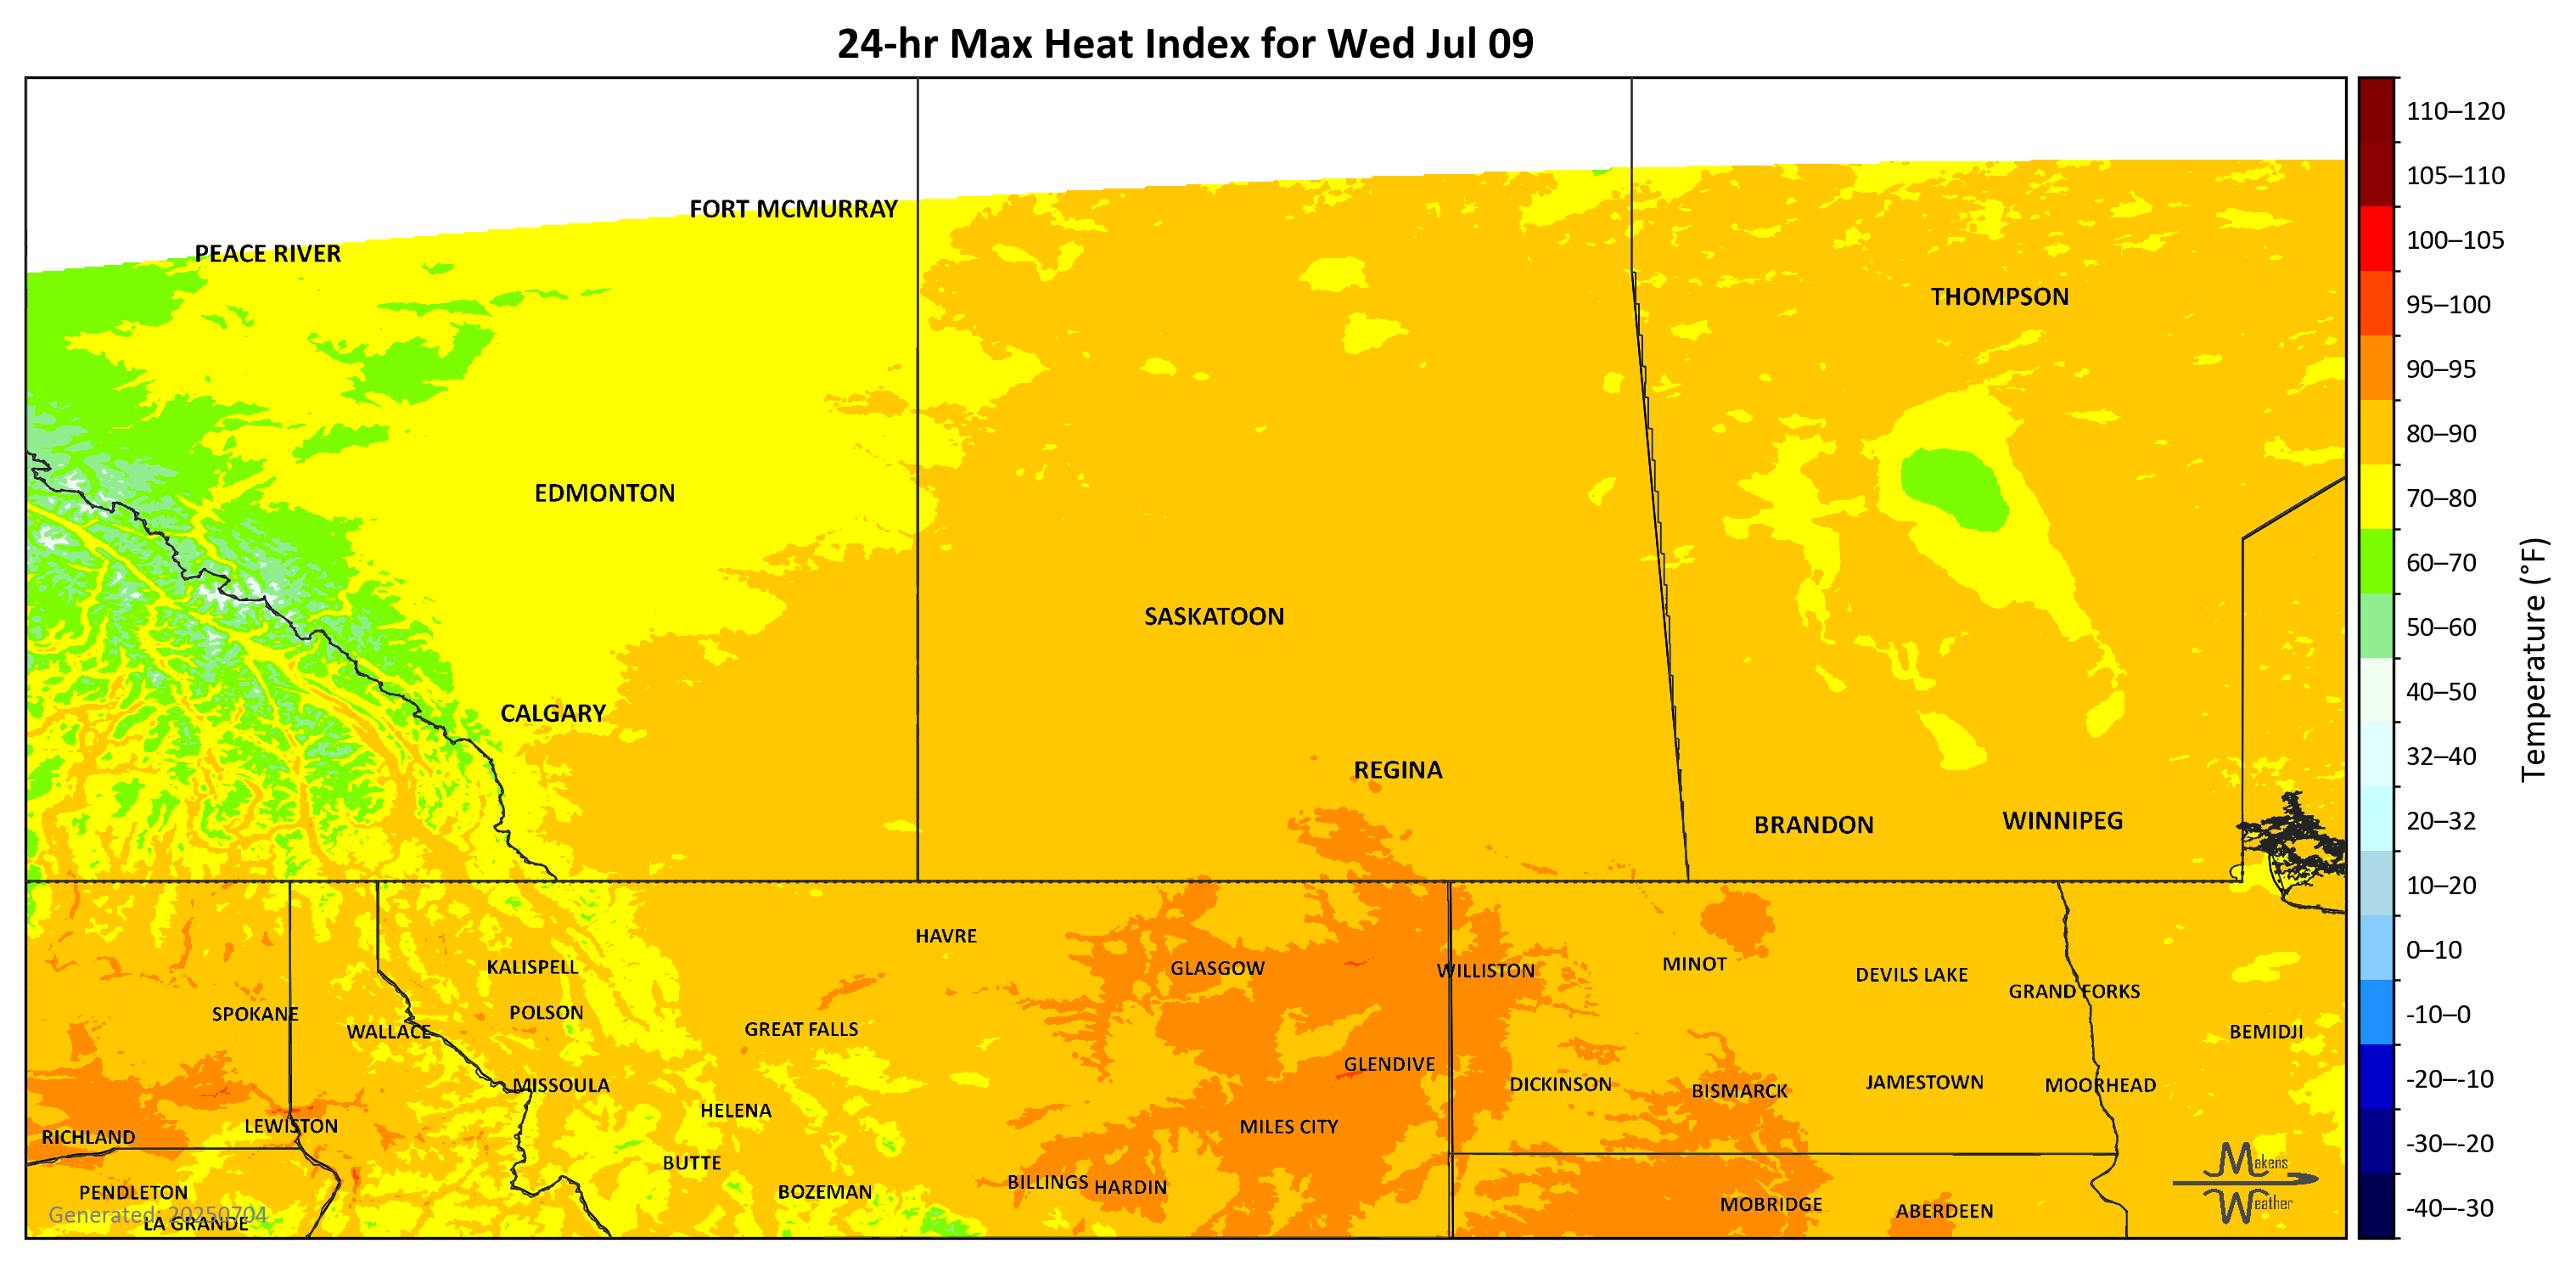 24-hr Max Heat Index for Wed Jul 09
FORT MCMURRAY
PEACE RIVER
THOMPSON
EDMONTON
SASKATOON
CALGARY
REGINA
BRANDON
WINNIPEG
HAVRE
KALISPELL
GLASGOW
WILLISTON
MINOT
DEVILS LAKE
GRAND FORKS
SPOKANE
POLSON
WALLACE
GREAT FALLS
BEMIDJI
GLENDIVE
MISSOULA
DICKINSON
BISMARCK
JAMESTOWN
MOORHEAD
HELENA
LEWISTON
MILES CITY
RICHLAND
BUTTE
PENDLETON
BOZEMAN
BILLINGS
HARDIN
MOBRIDGE
ABERDEEN
Generated: 20250704
LA GRANDE
Makens
Weather
110–120
105–110
100–105
95–100
90–95
80–90
70–80
60–70
50–60
40–50
32–40
20–32
10–20
0–10
-10–0
-20–-10
-30–-20
-40–-30
Temperature (°F)